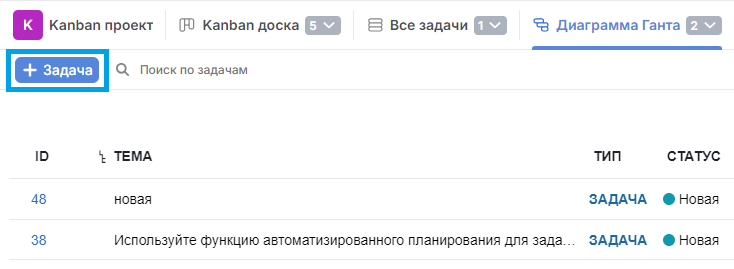 K Kanban проект Kanban доска 5 Все задачи 1 Диаграмма Ганта 2
+ Задача Поиск по задачам
ID ТЕМА ТИП СТАТУС
48 новая ЗАДАЧА Новая
38 Используйте функцию автоматизированного планирования для зада... ЗАДАЧА Новая